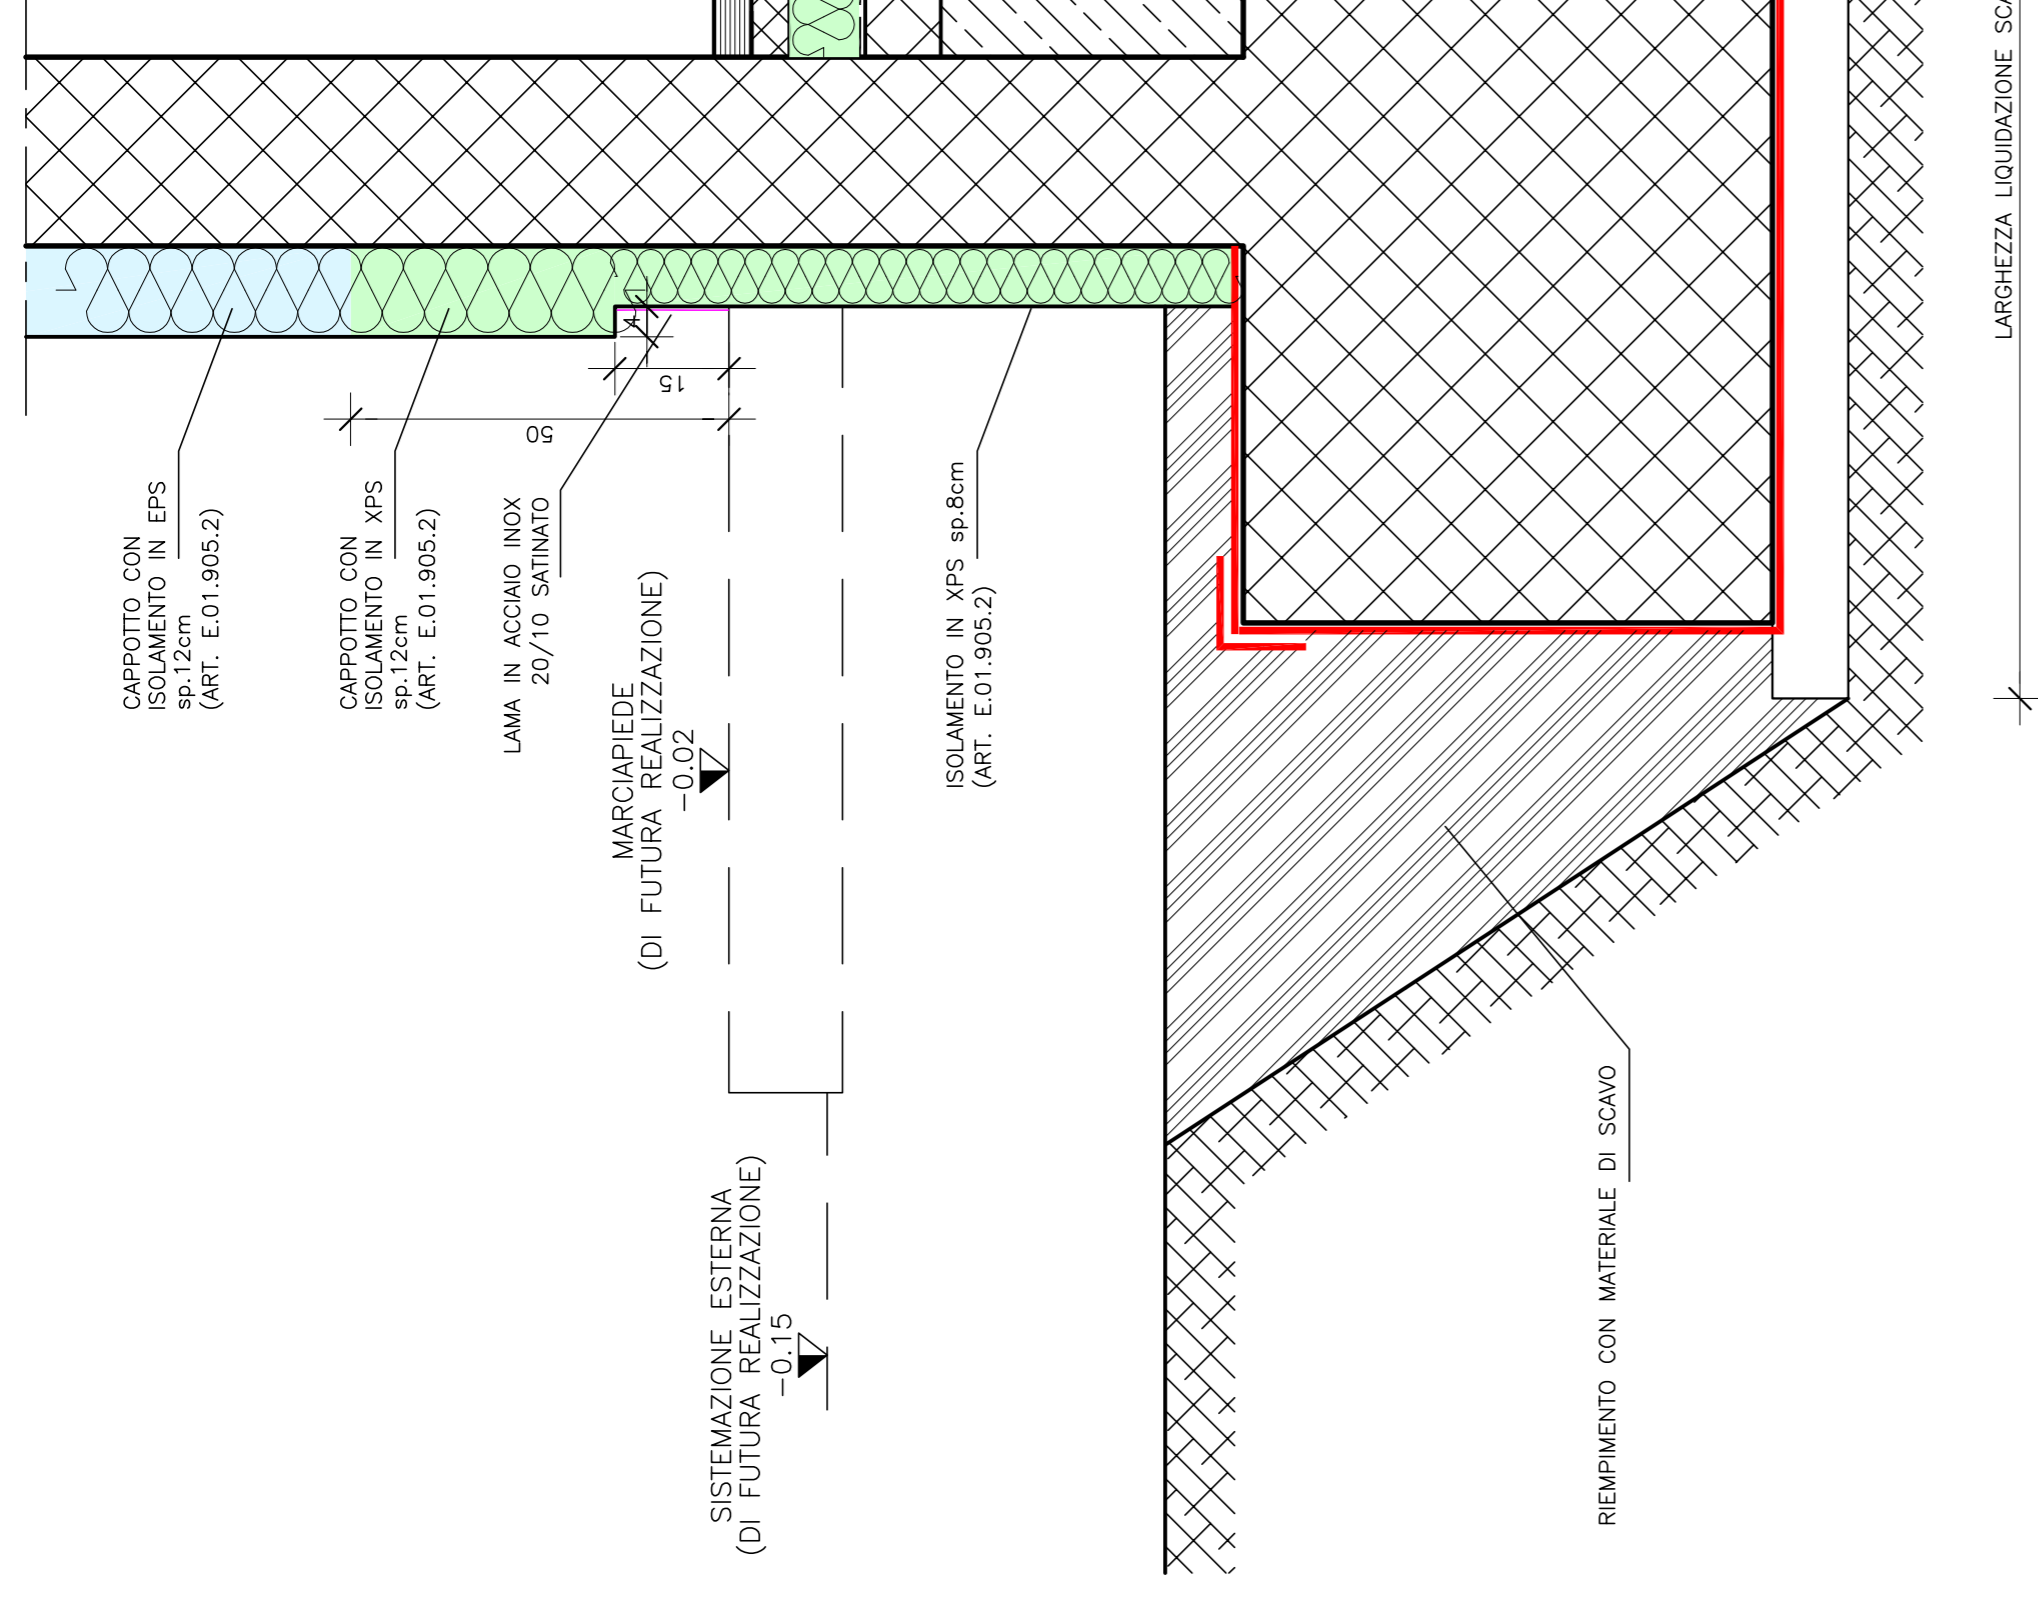 CAPPOTTO CON
ISOLAMENTO IN EPS
sp.12cm
(ART. E.01.905.2)
CAPPOTTO CON
ISOLAMENTO IN XPS
sp.12cm
(ART. E.01.905.2)
LAMA IN ACCIAIO INOX
20/10 SATINATO
50
15
4
MARCIAPIEDE
(DI FUTURA REALIZZAZIONE)
-0.02
SISTEMAZIONE ESTERNA
(DI FUTURA REALIZZAZIONE)
-0.15
ISOLAMENTO IN XPS sp.8cm
(ART. E.01.905.2)
RIEMPIMENTO CON MATERIALE DI SCAVO
LARGHEZZA LIQUIDAZIONE SCA